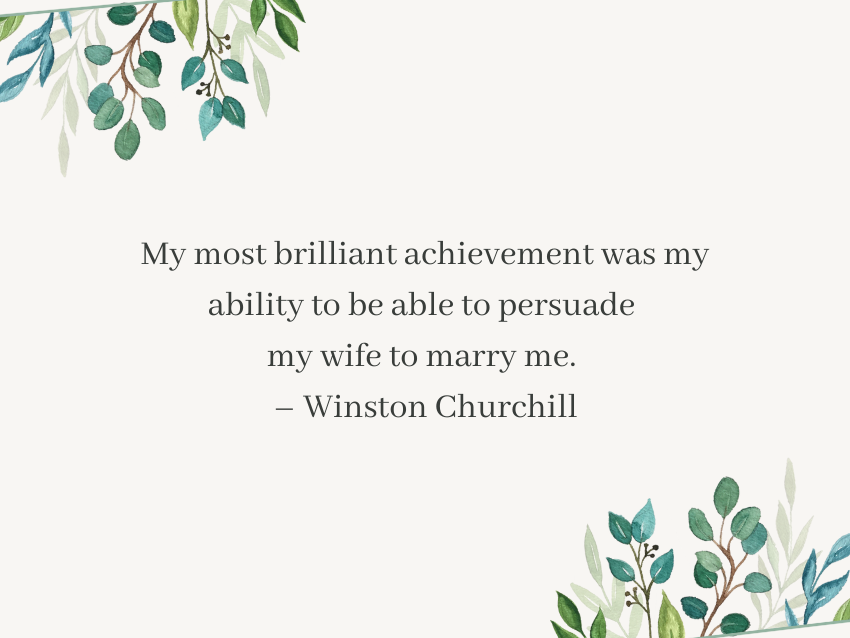 My most brilliant achievement was my
ability to be able to persuade
my wife to marry me.
– Winston Churchill